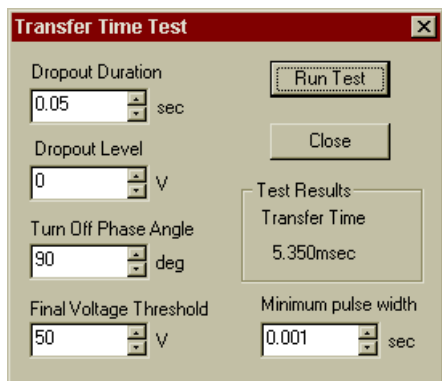 Transfer Time Test
Dropout Duration
0.05 sec
Run Test
Dropout Level
0 V
Close
Turn Off Phase Angle
90 deg
Test Results
Transfer Time
5.350msec
Final Voltage Threshold
50 V
Minimum pulse width
0.001 sec